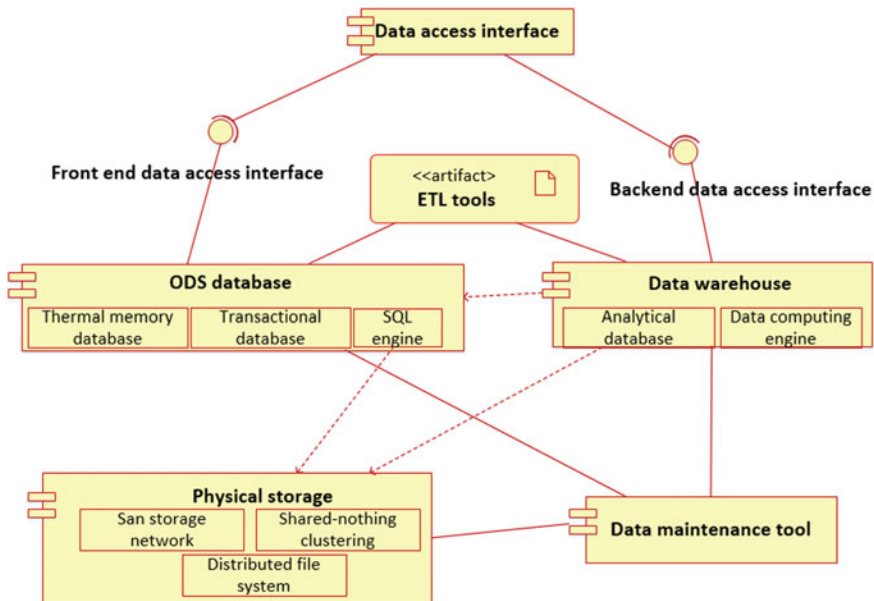 Data access interface
Front end data access interface
<<artifact>
ETL tools
Backend data access interface
ODS database
Thermal memory
database
Transactional
database
SQL
engine
Data warehouse
Analytical
database
Data computing
engine
Physical storage
San storage
network
Shared-nothing
clustering
Distributed file
system
Data maintenance tool